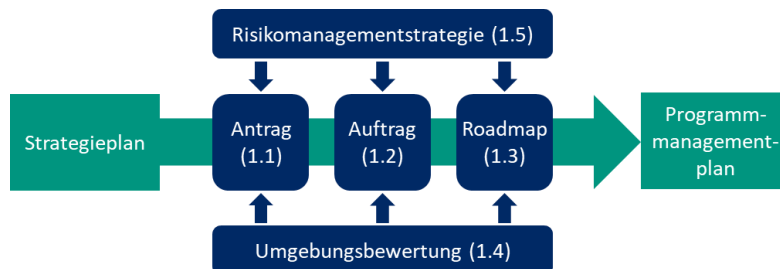 Risikomanagementstrategie (1.5)
Strategieplan
Antrag
(1.1)
Auftrag
(1.2)
Roadmap
(1.3)
Programm-
management-
plan
Umgebungsbewertung (1.4)